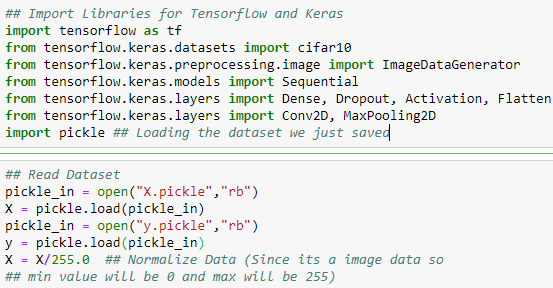 ## Import Libraries for Tensorflow and Keras
import tensorflow as tf
from tensorflow.keras.datasets import cifar10
from tensorflow.keras.preprocessing.image import ImageDataGenerator
from tensorflow.keras.models import Sequential
from tensorflow.keras.layers import Dense, Dropout, Activation, Flatten
from tensorflow.keras.layers import Conv2D, MaxPooling2D
import pickle ## Loading the dataset we just saved
## Read Dataset
pickle_in = open("X.pickle","rb")
X = pickle.load(pickle_in)
pickle_in = open("y.pickle","rb")
y = pickle.load(pickle_in)
X = X/255.0  ## Normalize Data (Since its a image data so
## min value will be 0 and max will be 255)